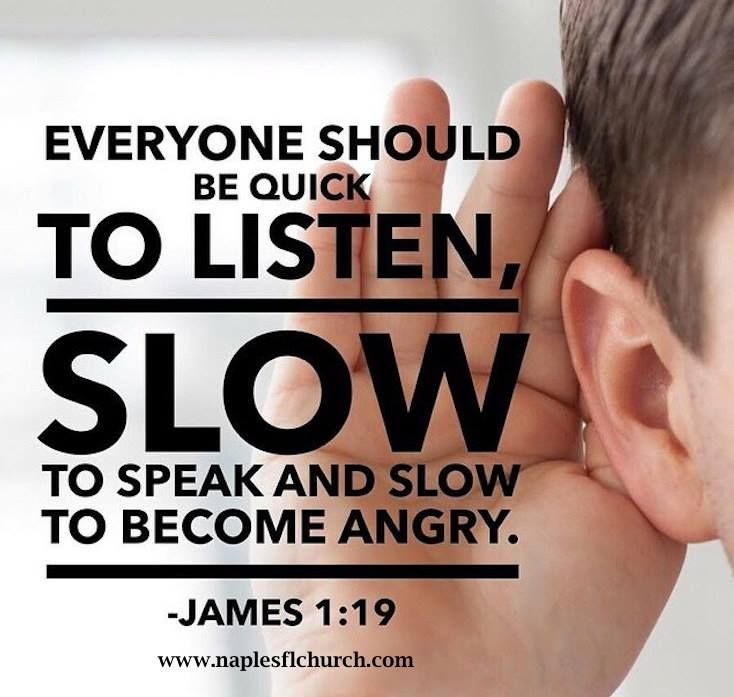 EVERYONE SHOULD
BE QUICK
TO LISTEN,
SLOW
TO SPEAK AND SLOW
TO BECOME ANGRY.
-JAMES 1:19
www.naplesflchurch.com